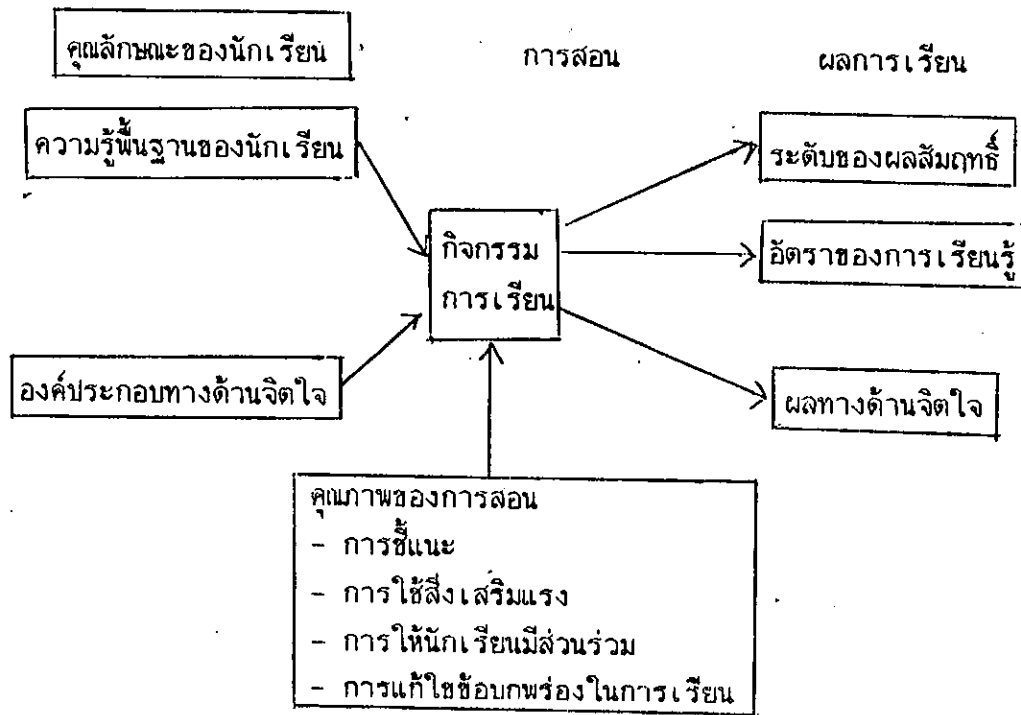 คุณลักษณะของนักเรียน
การสอน
ผลการเรียน
ความรู้พื้นฐานของนักเรียน
ระดับของผลสัมฤทธิ์
กิจกรรม
การเรียน
อัตราของการเรียนรู้
องค์ประกอบทางด้านจิตใจ
ผลทางด้านจิตใจ
คุณภาพของการสอน
- การชี้แนะ
- การใช้สิ่งเสริมแรง
- การให้นักเรียนมีส่วนร่วม
- การแก้ไขข้อบกพร่องในการเรียน